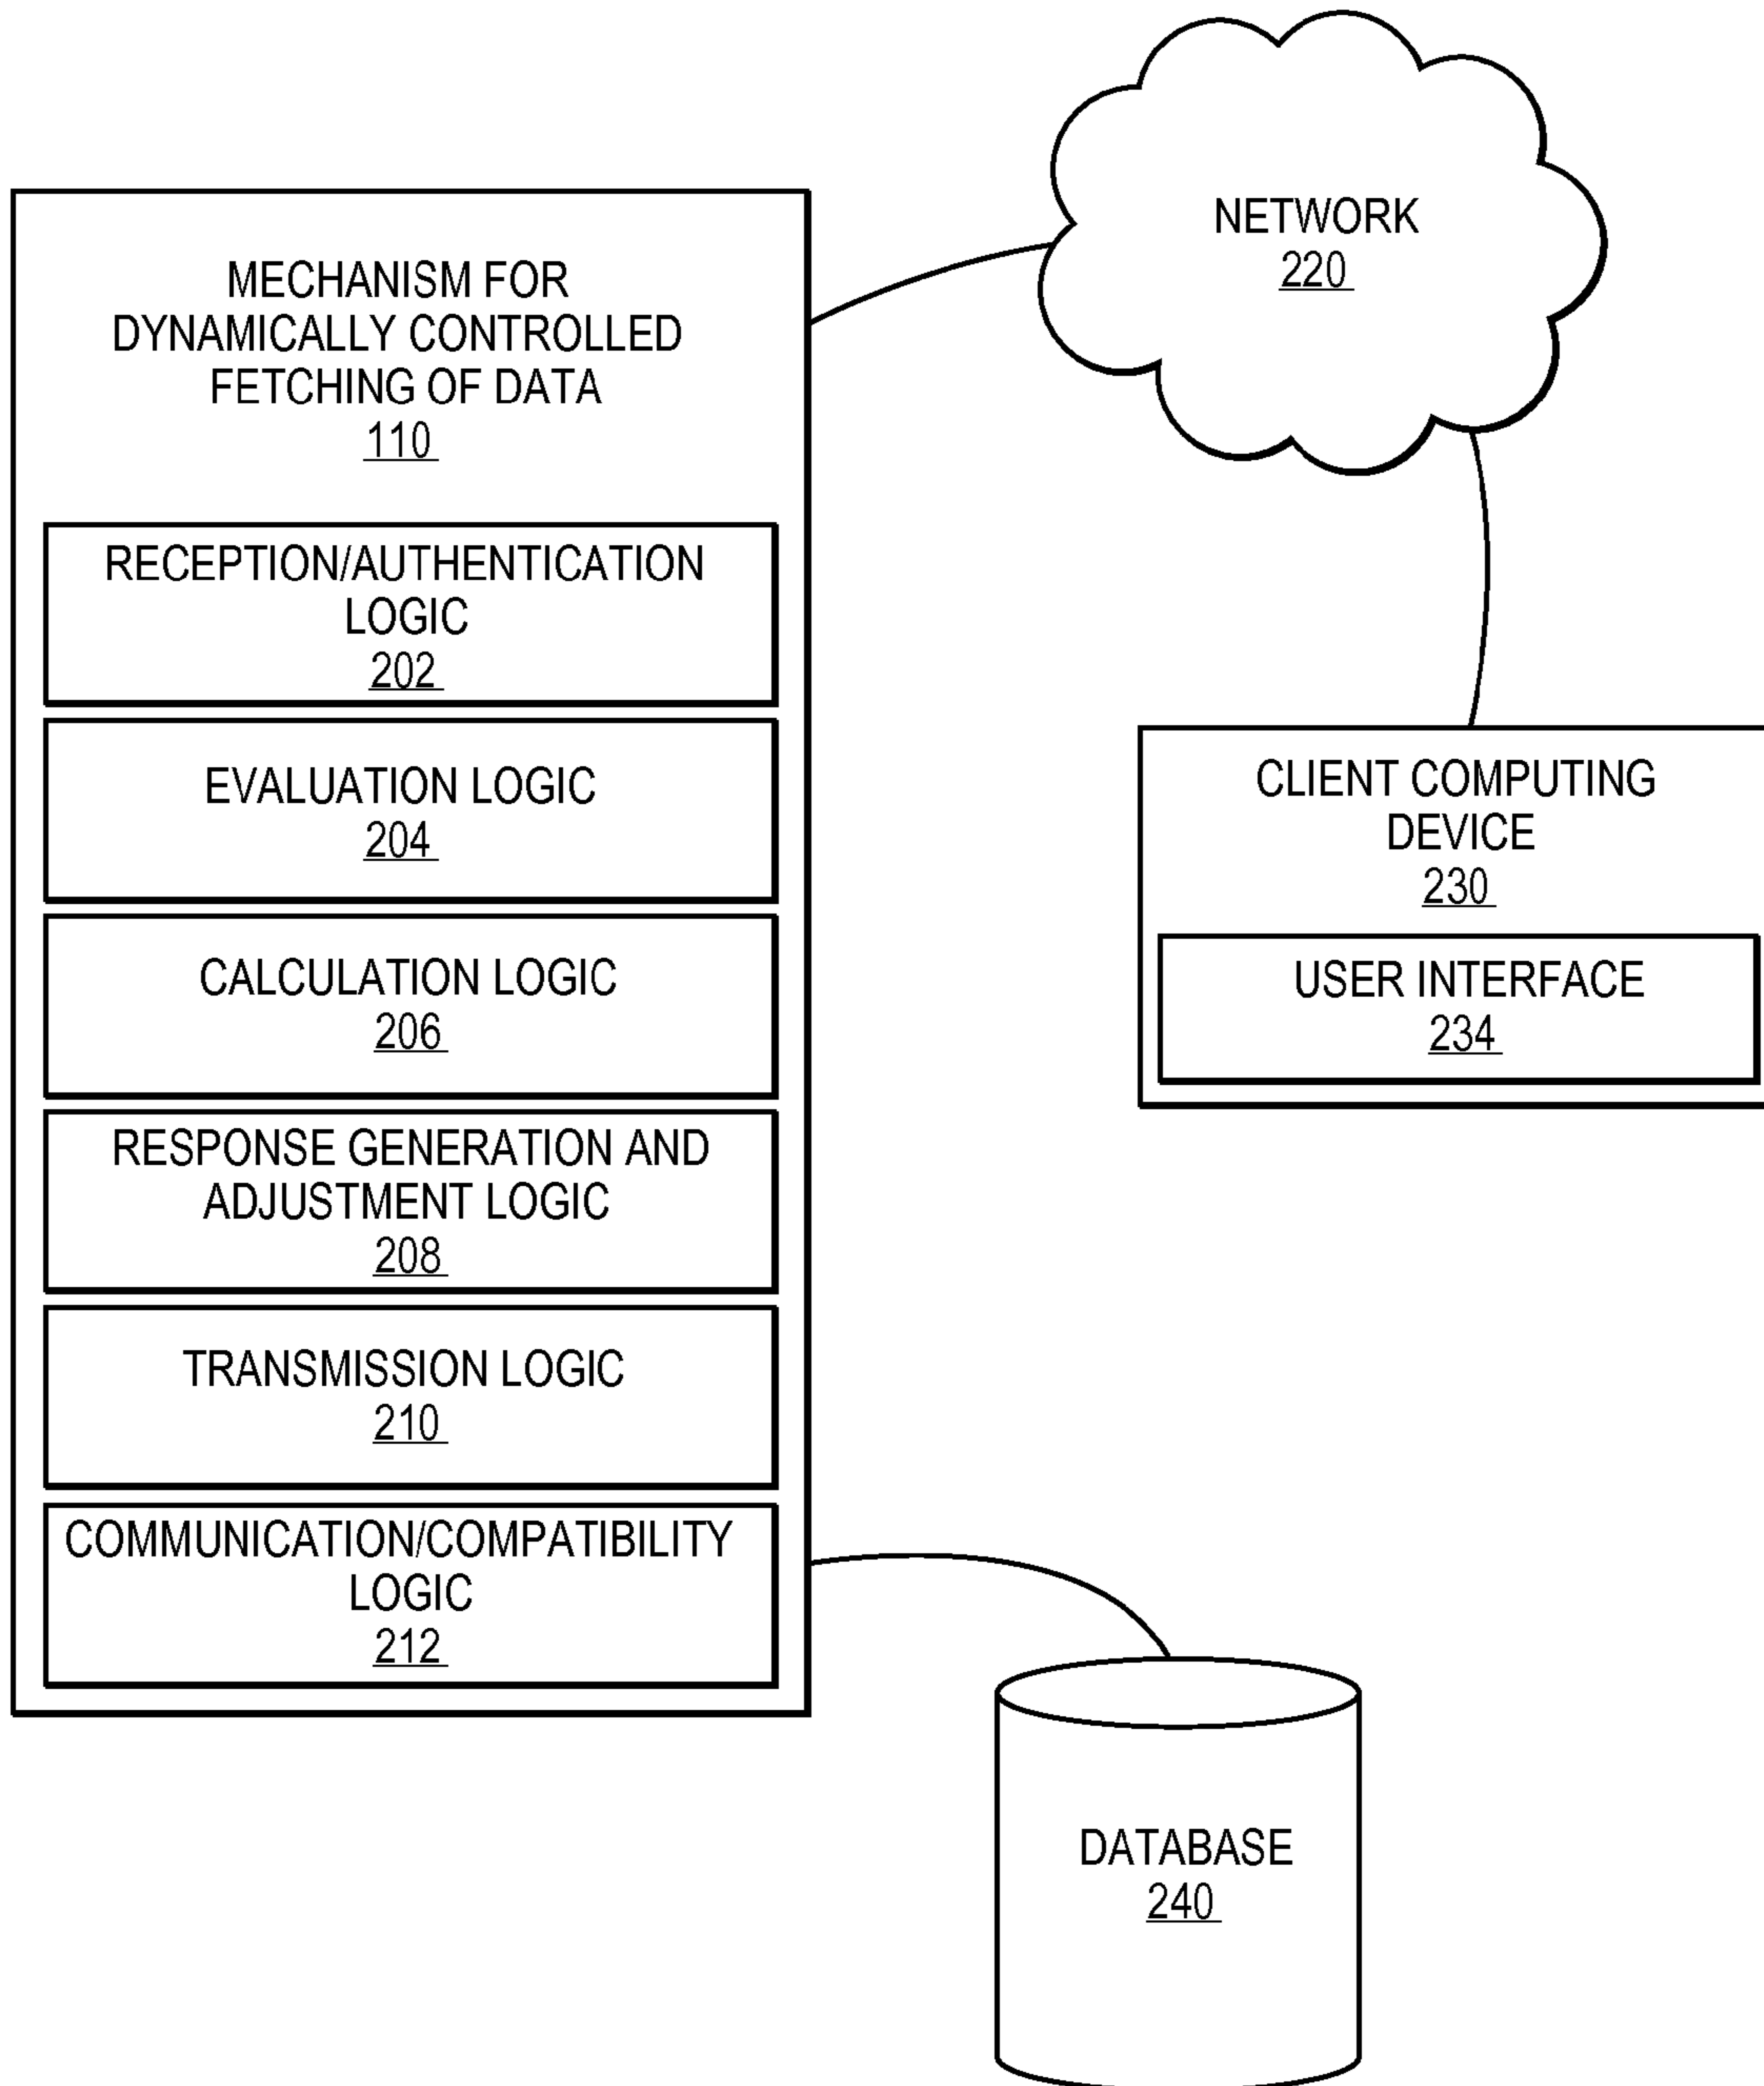 NETWORK
220
MECHANISM FOR
DYNAMICALLY CONTROLLED
FETCHING OF DATA
110
RECEPTION/AUTHENTICATION
LOGIC
202
EVALUATION LOGIC
204
CALCULATION LOGIC
206
RESPONSE GENERATION AND
ADJUSTMENT LOGIC
208
TRANSMISSION LOGIC
210
COMMUNICATION/COMPATIBILITY
LOGIC
212
CLIENT COMPUTING
DEVICE
230
USER INTERFACE
234
DATABASE
240